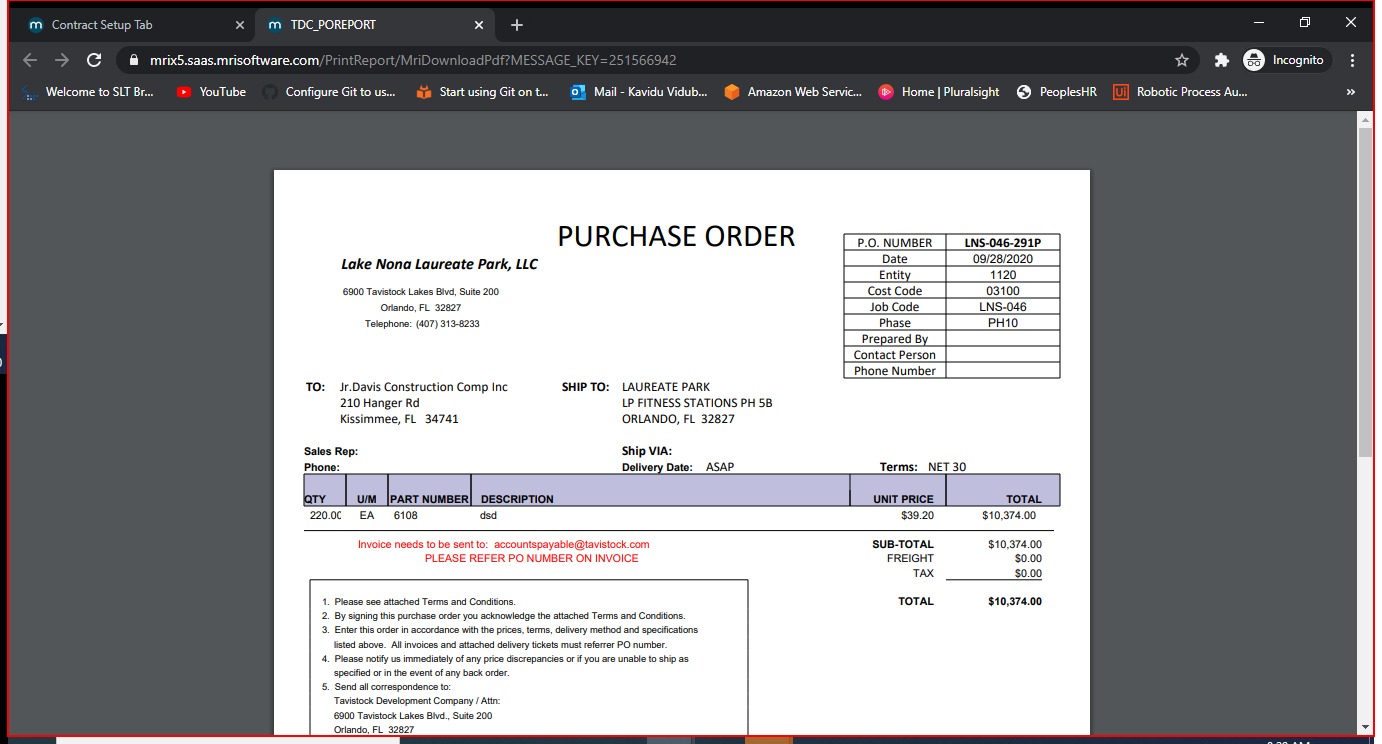 Contract Setup Tab
TDC_POREPORT
mrix5.saas.mrisoftware.com/PrintReport/MriDownloadPdf?MESSAGE_KEY=251566942
Incognito
Welcome to SLT Br...
YouTube
Configure Git to us...
Start using Git on t...
Mail - Kavidu Vidub...
Amazon Web Servic...
Home | Pluralsight
PeoplesHR
Robotic Process Au...
PURCHASE ORDER
Lake Nona Laureate Park, LLC
6900 Tavistock Lakes Blvd, Suite 200
Orlando, FL 32827
Telephone: (407) 313-8233
P.O. NUMBER LNS-046-291P
Date 09/28/2020
Entity 1120
Cost Code 03100
Job Code LNS-046
Phase PH10
Prepared By
Contact Person
Phone Number
TO: Jr.Davis Construction Comp Inc
210 Hanger Rd
Kissimmee, FL 34741
SHIP TO: LAUREATE PARK
LP FITNESS STATIONS PH 5B
ORLANDO, FL 32827
Sales Rep:
Phone:
Ship VIA:
Delivery Date: ASAP
Terms: NET 30
QTY U/M PART NUMBER DESCRIPTION UNIT PRICE TOTAL
220.00 EA 6108 dsd $39.20 $10,374.00
Invoice needs to be sent to: accountspayable@tavistock.com
PLEASE REFER PO NUMBER ON INVOICE
SUB-TOTAL $10,374.00
FREIGHT $0.00
TAX $0.00
TOTAL $10,374.00
1. Please see attached Terms and Conditions.
2. By signing this purchase order you acknowledge the attached Terms and Conditions.
3. Enter this order in accordance with the prices, terms, delivery method and specifications
listed above. All invoices and attached delivery tickets must referrer PO number.
4. Please notify us immediately of any price discrepancies or if you are unable to ship as
specified or in the event of any back order.
5. Send all correspondence to:
Tavistock Development Company / Attn:
6900 Tavistock Lakes Blvd., Suite 200
Orlando, FL 32827